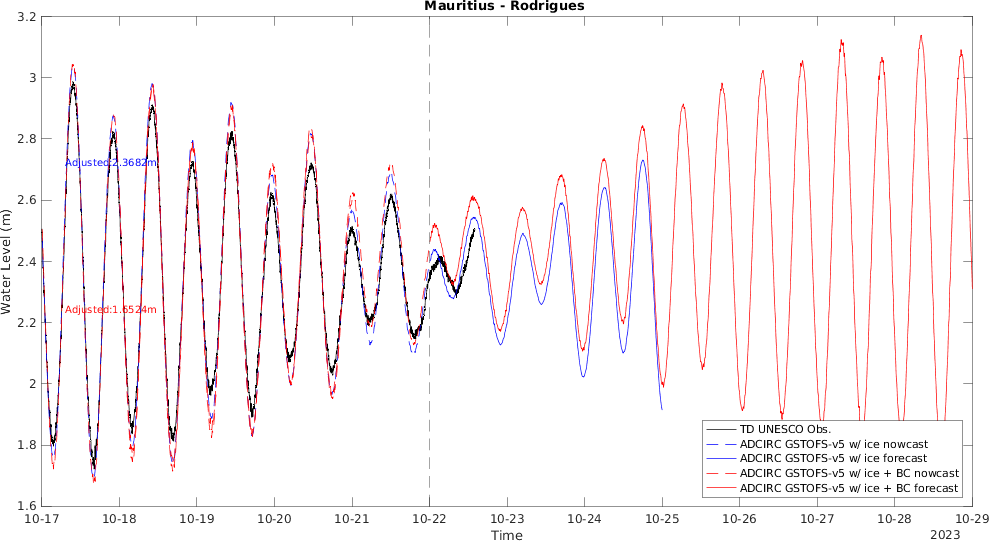 Mauritius - Rodrigues
Water Level (m)
3.2
3
2.8
2.6
2.4
2.2
2
1.8
1.6
Adjusted:2.3682m
Adjusted:1.6524m
TD UNESCO Obs.
ADCIRC GSTOFS-v5 w/ ice nowcast
ADCIRC GSTOFS-v5 w/ ice forecast
ADCIRC GSTOFS-v5 w/ ice + BC nowcast
ADCIRC GSTOFS-v5 w/ ice + BC forecast
10-17 10-18 10-19 10-20 10-21 10-22 10-23 10-24 10-25 10-26 10-27 10-28 10-29
Time
2023